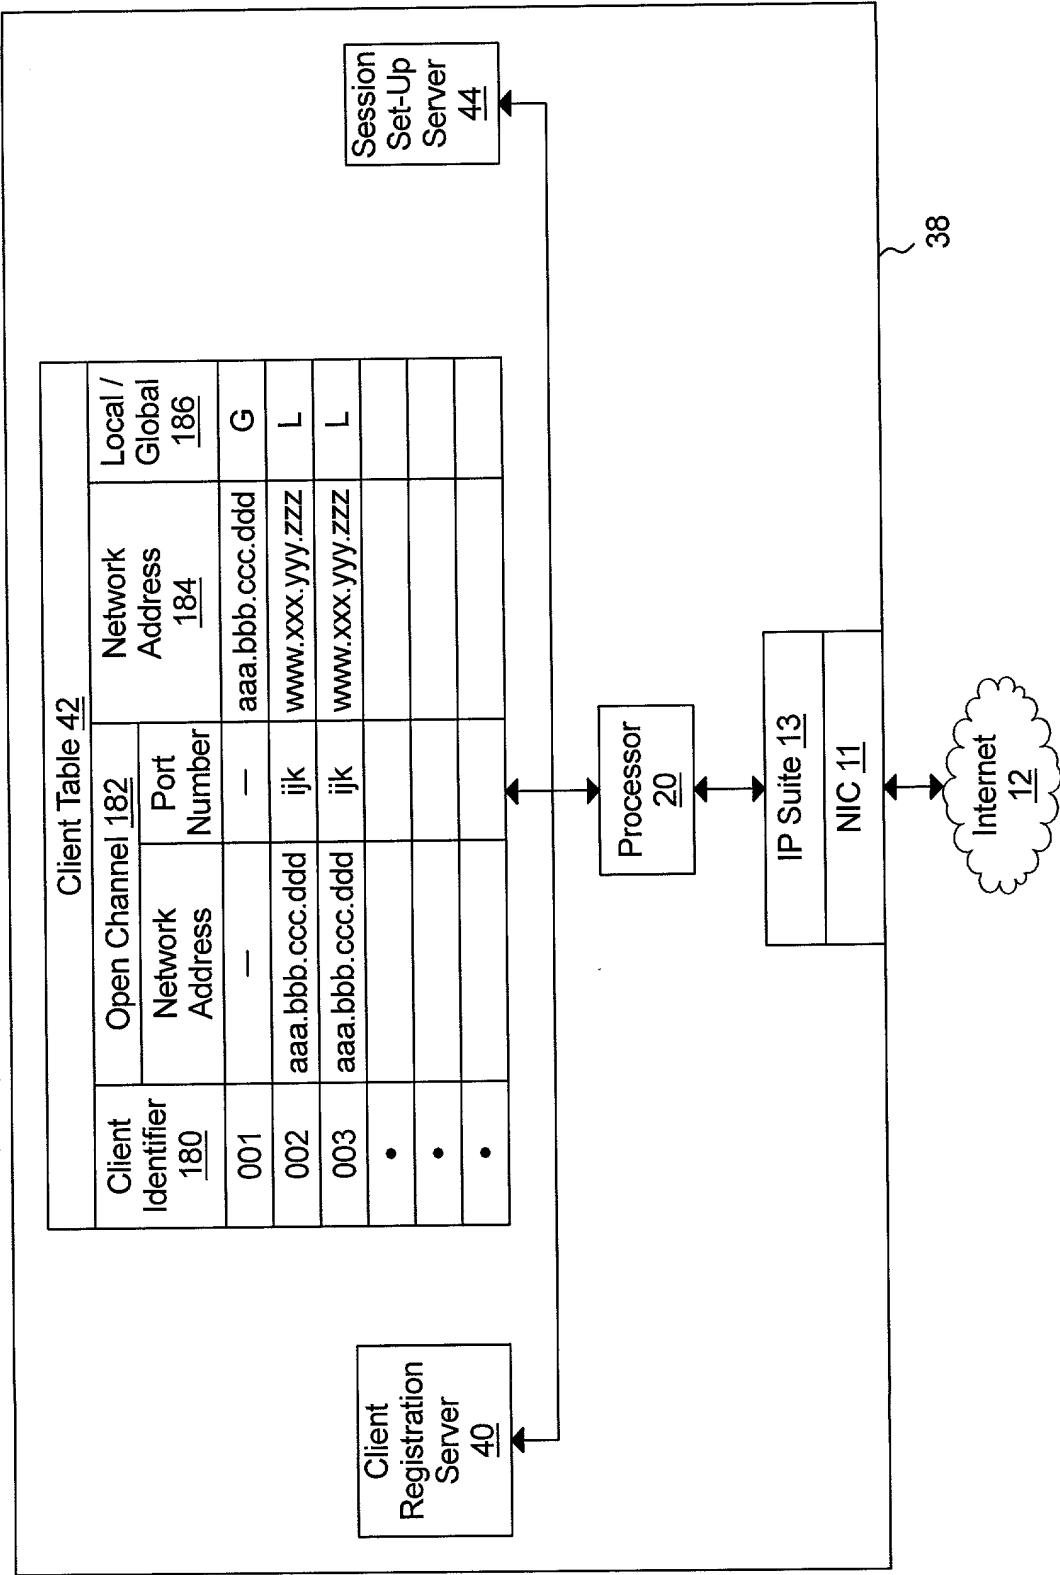 Client Table 42
Client Identifier 180
Open Channel 182
Network Address
Port Number
Network Address 184
Local / Global 186
001 — — aaa.bbb.ccc.ddd G
002 aaa.bbb.ccc.ddd ijk www.xxx.yyy.zzz L
003 aaa.bbb.ccc.ddd ijk www.xxx.yyy.zzz L
•
•
•
Client
Registration
Server
40
Session
Set-Up
Server
44
Processor
20
IP Suite 13
NIC 11
Internet
12
38